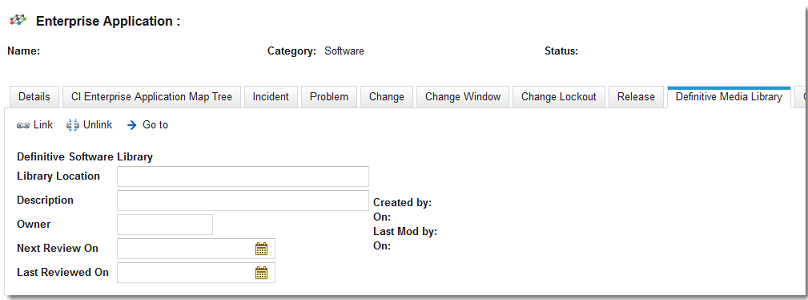 Enterprise Application :
Name: Category: Software Status:
Details CI Enterprise Application Map Tree Incident Problem Change Change Window Change Lockout Release Definitive Media Library
Link Unlink Go to
Definitive Software Library
Library Location
Description Created by:
On:
Owner Last Mod by:
Next Review On On:
Last Reviewed On